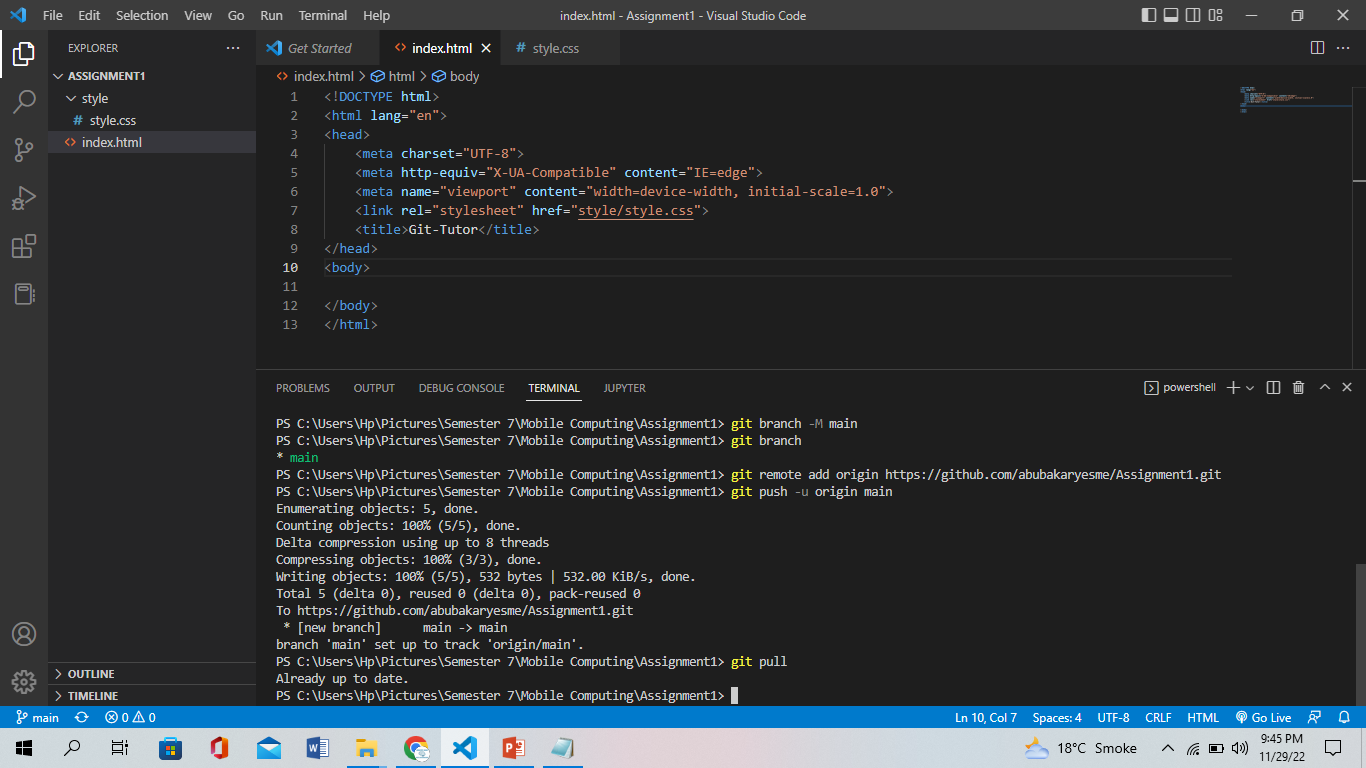 File Edit Selection View Go Run Terminal Help
index.html - Assignment1 - Visual Studio Code
EXPLORER
ASSIGNMENT1
style
# style.css
<> index.html
OUTLINE
TIMELINE
Get Started
<> index.html
# style.css
<> index.html > html > body
1 <!DOCTYPE html>
2 <html lang="en">
3 <head>
4     <meta charset="UTF-8">
5     <meta http-equiv="X-UA-Compatible" content="IE=edge">
6     <meta name="viewport" content="width=device-width, initial-scale=1.0">
7     <link rel="stylesheet" href="style/style.css">
8     <title>Git-Tutor</title>
9 </head>
10 <body>
11
12 </body>
13 </html>
PROBLEMS OUTPUT DEBUG CONSOLE TERMINAL JUPYTER
powershell
PS C:\Users\Hp\Pictures\Semester 7\Mobile Computing\Assignment1> git branch -M main
PS C:\Users\Hp\Pictures\Semester 7\Mobile Computing\Assignment1> git branch
* main
PS C:\Users\Hp\Pictures\Semester 7\Mobile Computing\Assignment1> git remote add origin https://github.com/abubakaryesme/Assignment1.git
PS C:\Users\Hp\Pictures\Semester 7\Mobile Computing\Assignment1> git push -u origin main
Enumerating objects: 5, done.
Counting objects: 100% (5/5), done.
Delta compression using up to 8 threads
Compressing objects: 100% (3/3), done.
Writing objects: 100% (5/5), 532 bytes | 532.00 KiB/s, done.
Total 5 (delta 0), reused 0 (delta 0), pack-reused 0
To https://github.com/abubakaryesme/Assignment1.git
 * [new branch]      main -> main
branch 'main' set up to track 'origin/main'.
PS C:\Users\Hp\Pictures\Semester 7\Mobile Computing\Assignment1> git pull
Already up to date.
PS C:\Users\Hp\Pictures\Semester 7\Mobile Computing\Assignment1>
main 0 0 Ln 10, Col 7 Spaces: 4 UTF-8 CRLF HTML Go Live
18°C Smoke
9:45 PM
11/29/22